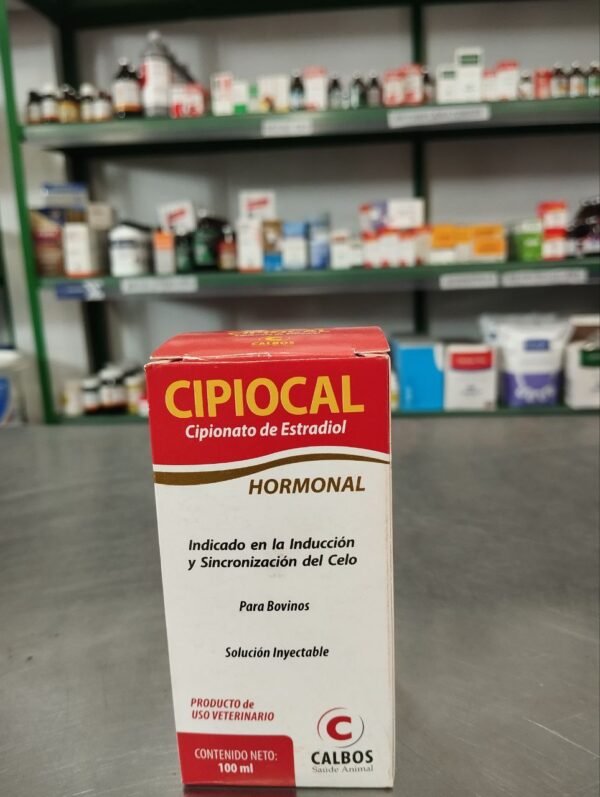 CALBOS
CIPIOCAL
Cipionato de Estradiol
HORMONAL
Indicado en la Inducción
y Sincronización del Celo
Para Bovinos
Solución Inyectable
PRODUCTO de
USO VETERINARIO
CONTENIDO NETO:
100 ml
C
CALBOS
Saude Animal